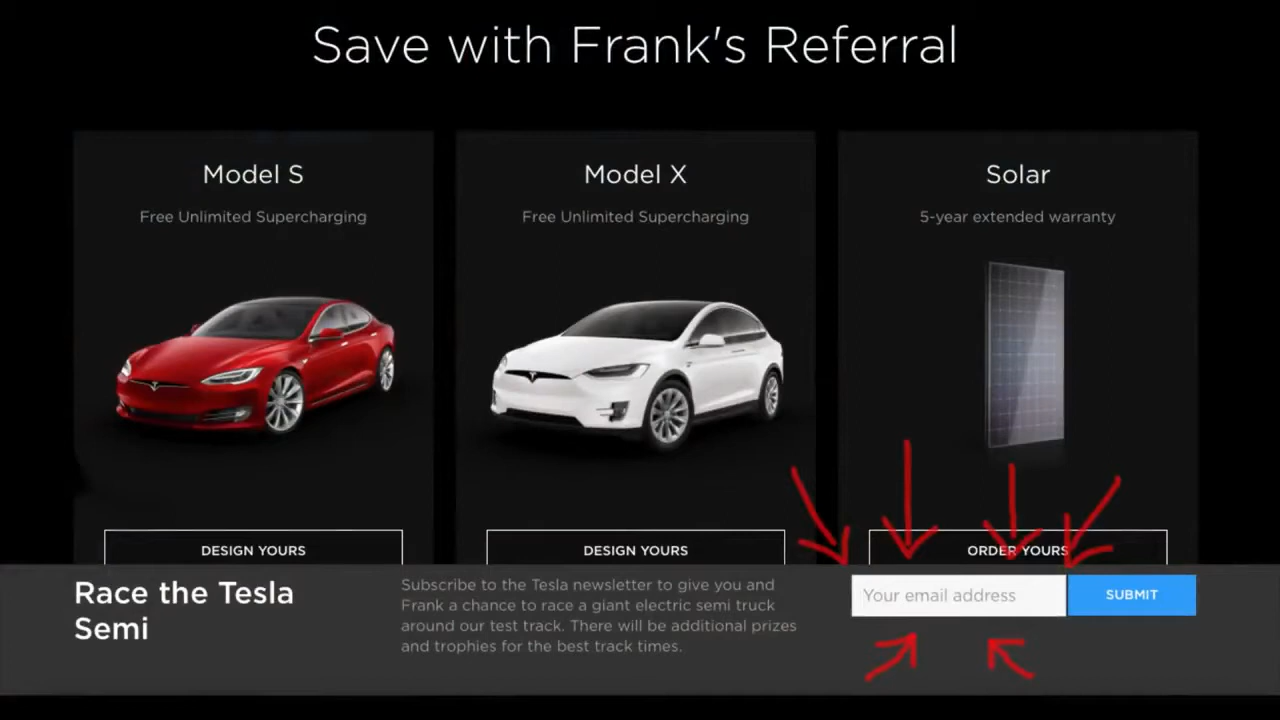 Save with Frank's Referral
Model S
Free Unlimited Supercharging
DESIGN YOURS
Model X
Free Unlimited Supercharging
DESIGN YOURS
Solar
5-year extended warranty
ORDER YOURS
Race the Tesla
Semi
Subscribe to the Tesla newsletter to give you and
Frank a chance to race a giant electric semi truck
around our test track. There will be additional prizes
and trophies for the best track times.
Your email address
SUBMIT